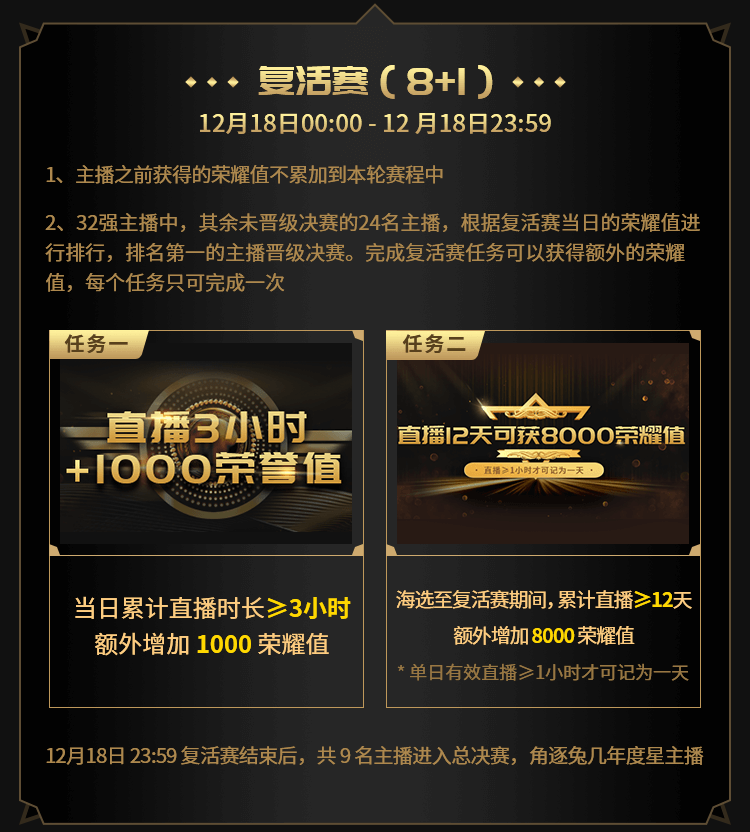 复活赛(8+1)
12月18日00:00 - 12 月18日23:59
1、主播之前获得的荣耀值不累加到本轮赛程中
2、32强主播中，其余未晋级决赛的24名主播，根据复活赛当日的荣耀值进
行排行，排名第一的主播晋级决赛。完成复活赛任务可以获得额外的荣耀
值，每个任务只可完成一次
任务一
直播3小时
+1000荣誉值
当日累计直播时长≥3小时
额外增加 1000 荣耀值
任务二
直播12天可获8000荣耀值
· 直播≥1小时才可记为一天 ·
海选至复活赛期间，累计直播≥12天
额外增加 8000 荣耀值
* 单日有效直播≥1小时才可记为一天
12月18日 23:59 复活赛结束后，共 9 名主播进入总决赛，角逐兔几年度星主播